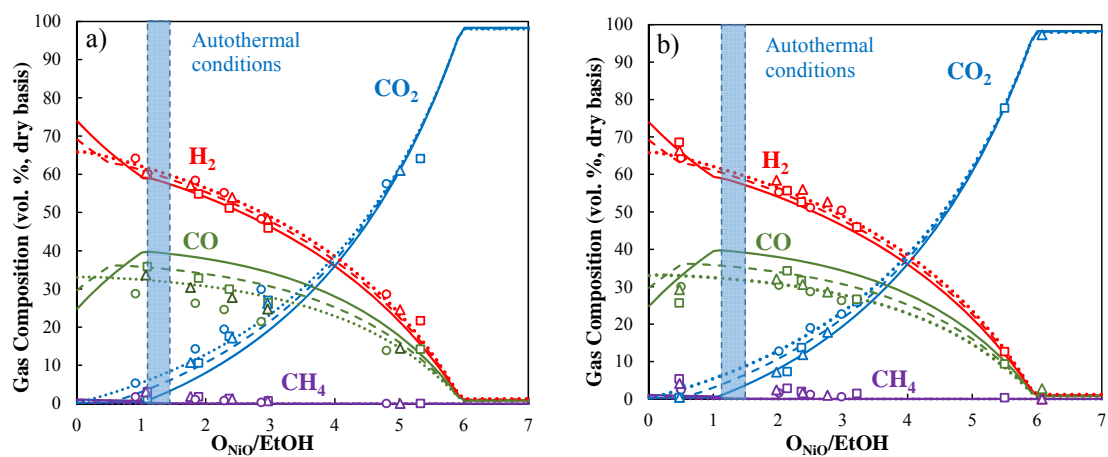 a)
Autothermal
conditions
CO₂
H₂
CO
CH₄
100
90
80
70
60
50
40
30
20
10
0
0 1 2 3 4 5 6 7
Gas Composition (vol. %, dry basis)
O_NiO/EtOH
b)
Autothermal
conditions
CO₂
H₂
CO
CH₄
100
90
80
70
60
50
40
30
20
10
0
0 1 2 3 4 5 6 7
Gas Composition (vol. %, dry basis)
O_NiO/EtOH